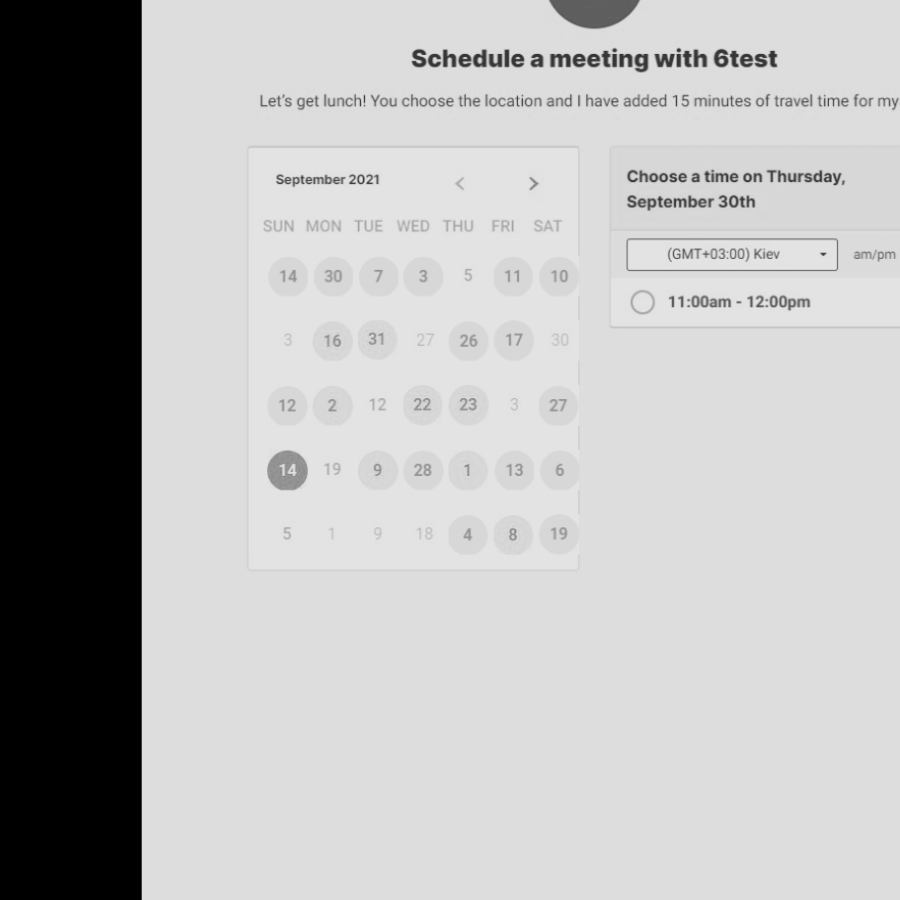 Schedule a meeting with 6test
Let's get lunch! You choose the location and I have added 15 minutes of travel time for my
September 2021
SUN MON TUE WED THU FRI SAT
14 30 7 3 5 11 10
3 16 31 27 26 17 30
12 2 12 22 23 3 27
14 19 9 28 1 13 6
5 1 9 18 4 8 19
Choose a time on Thursday,
September 30th
(GMT+03:00) Kiev am/pm
11:00am - 12:00pm